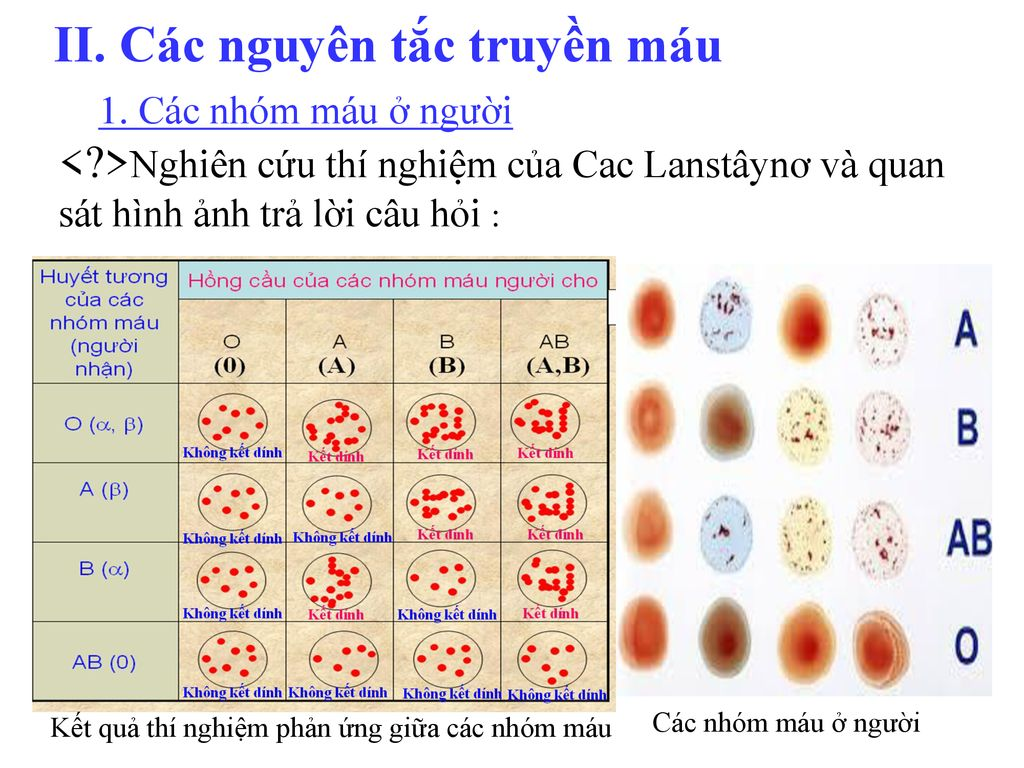 II. Các nguyên tắc truyền máu
1. Các nhóm máu ở người
<?>Nghiên cứu thí nghiệm của Cac Lanstâynơ và quan
sát hình ảnh trả lời câu hỏi :
Huyết tương
của các
nhóm máu
(người
nhận)
Hồng cầu của các nhóm máu người cho
O A B AB
(0) (A) (B) (A,B)
O (α, β)
Không kết dính Kết dính Kết dính Kết dính
A (β)
Không kết dính Không kết dính Kết dính Kết dính
B (α)
Không kết dính Kết dính Không kết dính Kết dính
AB (0)
Không kết dính Không kết dính Không kết dính Không kết dính
A
B
AB
O
Kết quả thí nghiệm phản ứng giữa các nhóm máu
Các nhóm máu ở người